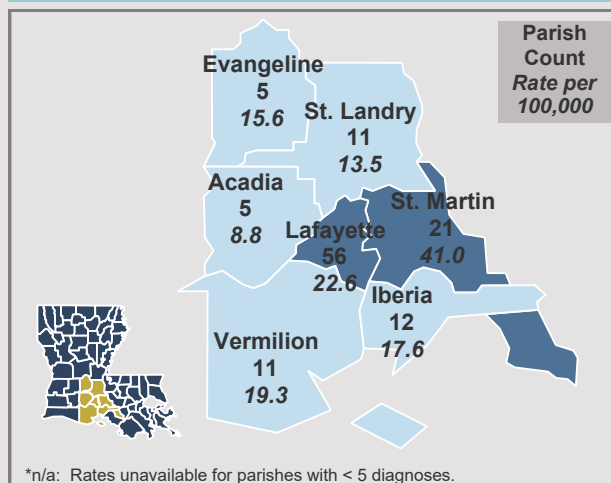 Parish
Count
Rate per
100,000
Evangeline
5
15.6
St. Landry
11
13.5
Acadia
5
8.8
Lafayette
56
22.6
St. Martin
21
41.0
Iberia
12
17.6
Vermilion
11
19.3
*n/a: Rates unavailable for parishes with < 5 diagnoses.